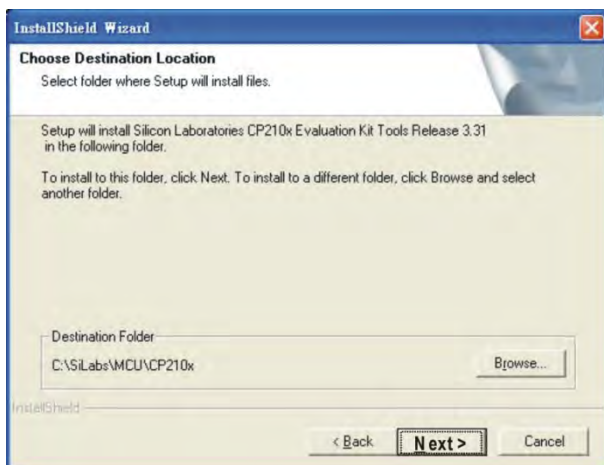 InstallShield Wizard
Choose Destination Location
Select folder where Setup will install files.
Setup will install Silicon Laboratories CP210x Evaluation Kit Tools Release 3.31
in the following folder.
To install to this folder, click Next. To install to a different folder, click Browse and select
another folder.
Destination Folder
C:\SiLabs\MCU\CP210x
Browse...
InstallShield
< Back
Next >
Cancel